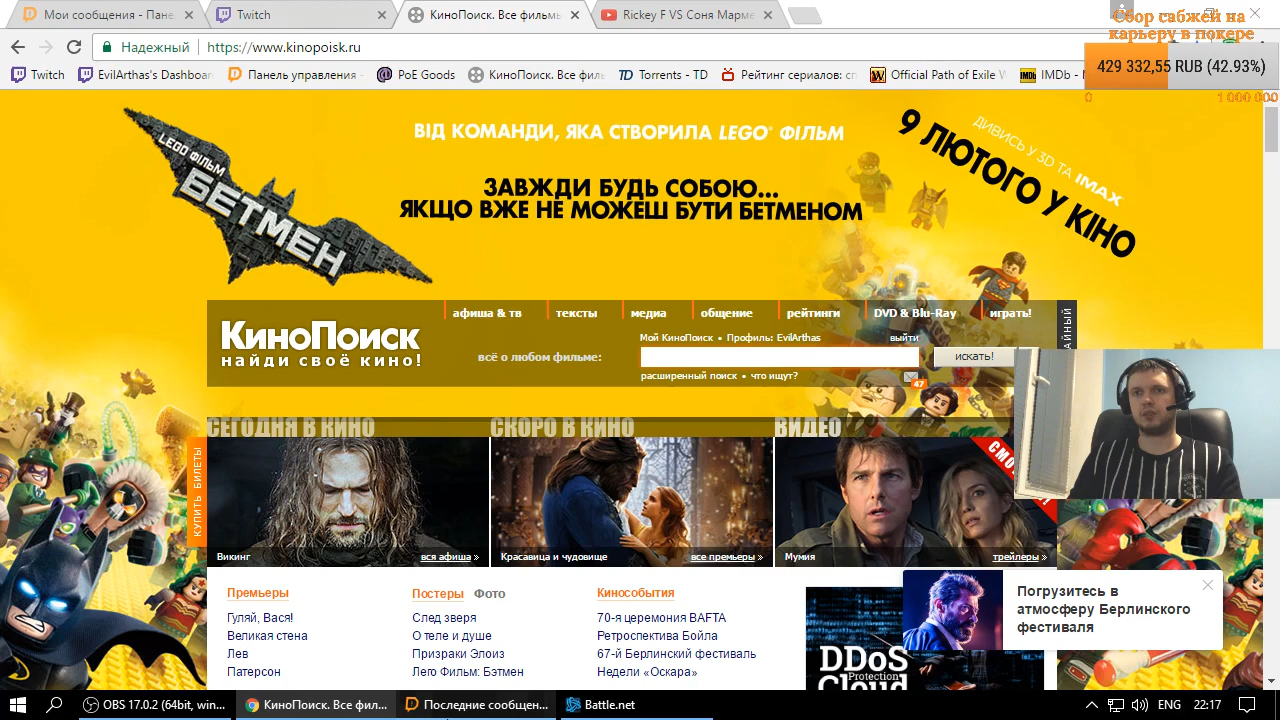 Мои сообщения - Пане
Twitch
КиноПоиск. Все фильмы
Rickey F VS Соня Марме
Сбор сабжей на
карьеру в покере
Надежный
https://www.kinopoisk.ru
429 332,55 RUB (42.93%)
0
1 000 000
Twitch
EvilArthas's Dashboar
Панель управления -
PoE Goods
КиноПоиск. Все филь
Torrents - TD
Рейтинг сериалов: сп
Official Path of Exile W
IMDb - M
ВІД КОМАНДИ, ЯКА СТВОРИЛА LEGO® ФІЛЬМ
LEGO ФІЛЬМ
БЕТМЕН
ЗАВЖДИ БУДЬ СОБОЮ...
ЯКЩО ВЖЕ НЕ МОЖЕШ БУТИ БЕТМЕНОМ
ДИВИСЬ У 3D ТА IMAX
9 ЛЮТОГО У КІНО
КиноПоиск
найди своё кино!
афиша & тв
тексты
медиа
общение
рейтинги
DVD & Blu-Ray
играть!
Мой КиноПоиск • Профиль: EvilArthas
выйти
всё о любом фильме:
искать!
расширенный поиск • что ищут?
47
СЕГОДНЯ В КИНО
СКОРО В КИНО
ВИДЕО
КУПИТЬ БИЛЕТЫ
Викинг
вся афиша »
Красавица и чудовище
все премьеры »
Мумия
трейлеры »
Премьеры
Гуляй, Вася!
Великая стена
Лев
Патерсон
Постеры Фото
След зверя
О теле и душе
Призраки Элоиз
Лего Фильм: Бэтмен
Кинособытия
70-я церемония BAFTA
Ретроспектива Бойла
67-й Берлинский фестиваль
Недели «Оскара»
DDoS
Protection
Cloud
Погрузитесь в
атмосферу Берлинского
фестиваля
OBS 17.0.2 (64bit, win...
КиноПоиск. Все фил...
Последние сообщен...
Battle.net
ENG
22:17